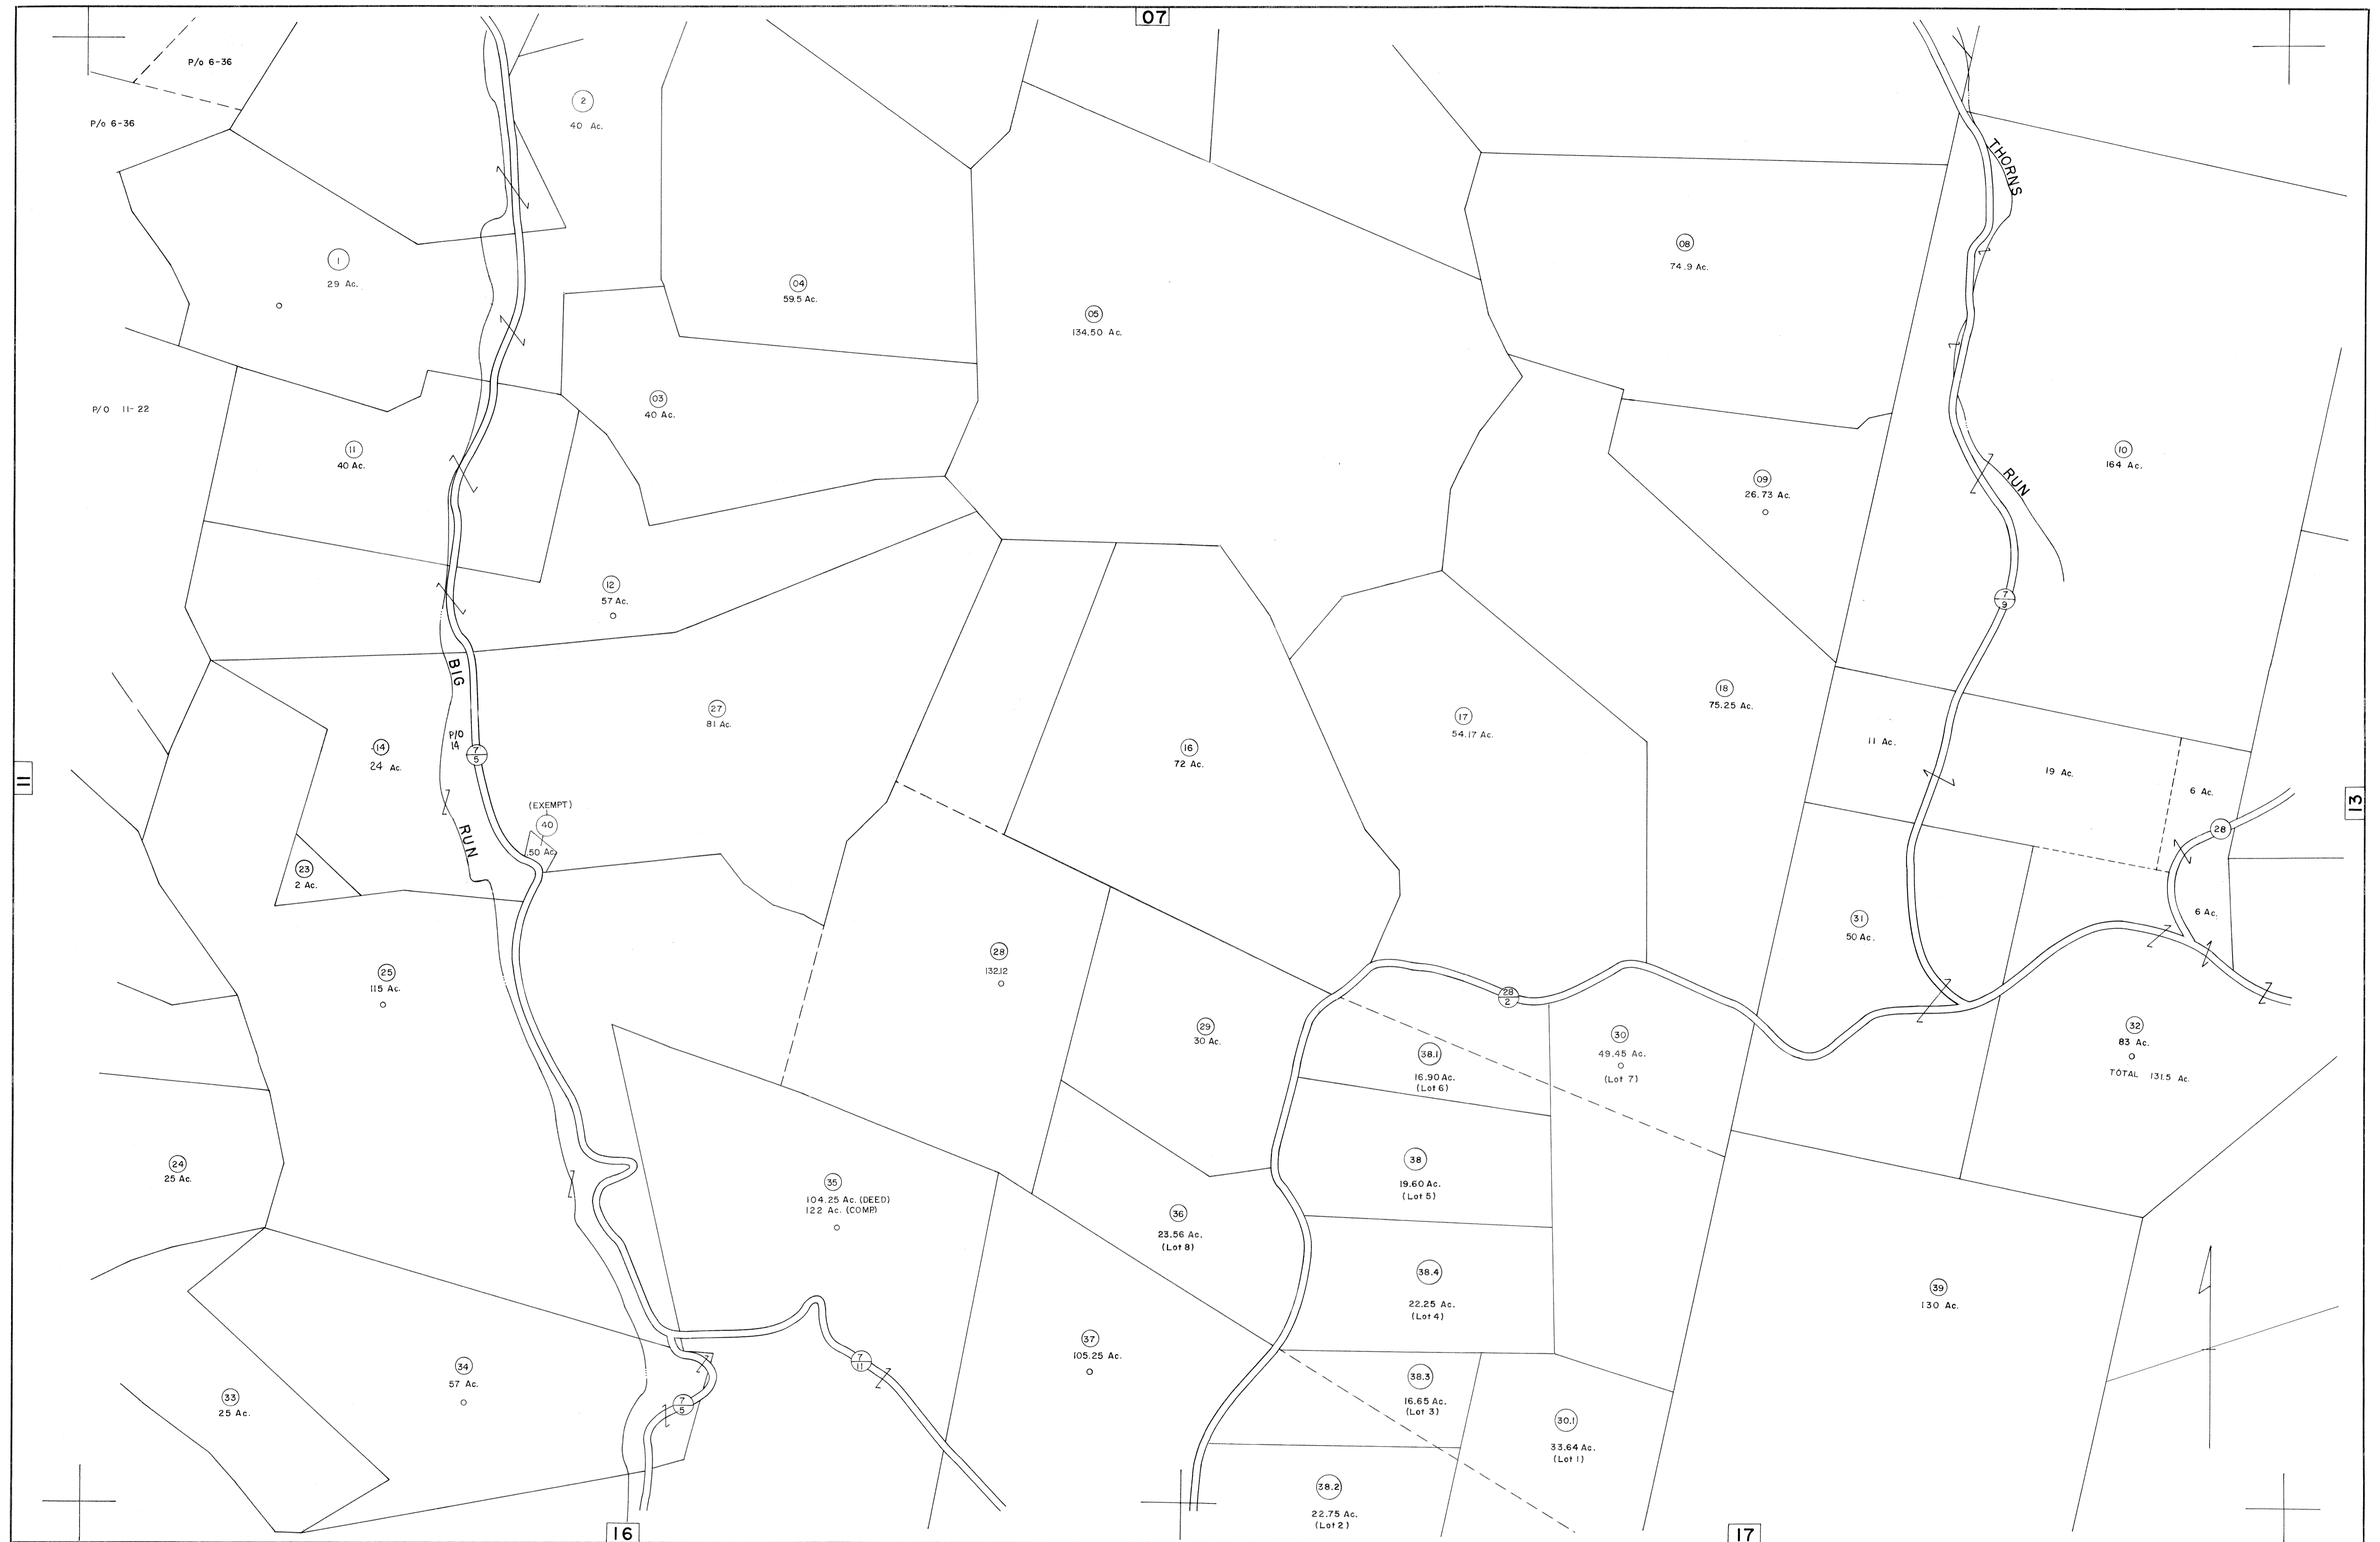 07
P/o 6-36
P/o 6-36
2
40 Ac.
THORNS
1
29 Ac.
04
59.5 Ac.
05
134.50 Ac.
08
74.9 Ac.
P/O 11-22
03
40 Ac.
11
40 Ac.
09
26.73 Ac.
10
164 Ac.
RUN
12
57 Ac.
7
9
BIG
P/O
14
14
24 Ac.
7
5
27
81 Ac.
16
72 Ac.
17
54.17 Ac.
18
75.25 Ac.
11 Ac.
19 Ac.
6 Ac.
11
13
(EXEMPT)
40
.50 Ac.
RUN
28
23
2 Ac.
31
50 Ac.
6 Ac.
25
115 Ac.
28
132.12
28
2
29
30 Ac.
38.1
16.90 Ac.
(Lot 6)
30
49.45 Ac.
(Lot 7)
32
83 Ac.
TOTAL 131.5 Ac.
24
25 Ac.
35
104.25 Ac. (DEED)
122 Ac. (COMP.)
36
23.56 Ac.
(Lot 8)
38
19.60 Ac.
(Lot 5)
38.4
22.25 Ac.
(Lot 4)
39
130 Ac.
34
57 Ac.
33
25 Ac.
7
11
7
5
37
105.25 Ac.
38.3
16.65 Ac.
(Lot 3)
30.1
33.64 Ac.
(Lot 1)
38.2
22.75 Ac.
(Lot 2)
16
17